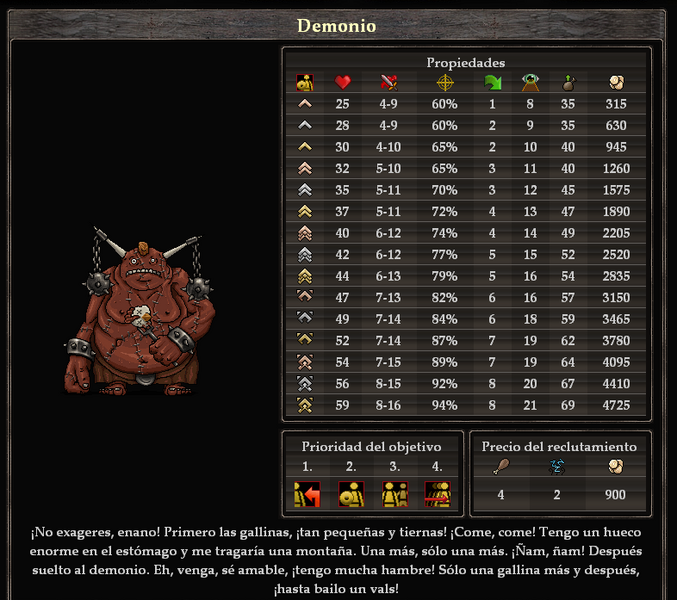 Demonio
Propiedades
25 4-9 60% 1 8 35 315
28 4-9 60% 2 9 35 630
30 4-10 65% 2 10 40 945
32 5-10 65% 3 11 40 1260
35 5-11 70% 3 12 45 1575
37 5-11 72% 4 13 47 1890
40 6-12 74% 4 14 49 2205
42 6-12 77% 5 15 52 2520
44 6-13 79% 5 16 54 2835
47 7-13 82% 6 16 57 3150
49 7-14 84% 6 18 59 3465
52 7-14 87% 7 19 62 3780
54 7-15 89% 7 19 64 4095
56 8-15 92% 8 20 67 4410
59 8-16 94% 8 21 69 4725
Prioridad del objetivo
1. 2. 3. 4.
Precio del reclutamiento
4 2 900
¡No exageres, enano! Primero las gallinas, ¡tan pequeñas y tiernas! ¡Come, come! Tengo un hueco
enorme en el estómago y me tragaría una montaña. Una más, sólo una más. ¡Ñam, ñam! Después
suelto al demonio. Eh, venga, sé amable, ¡tengo mucha hambre! Sólo una gallina más y después,
¡hasta bailo un vals!